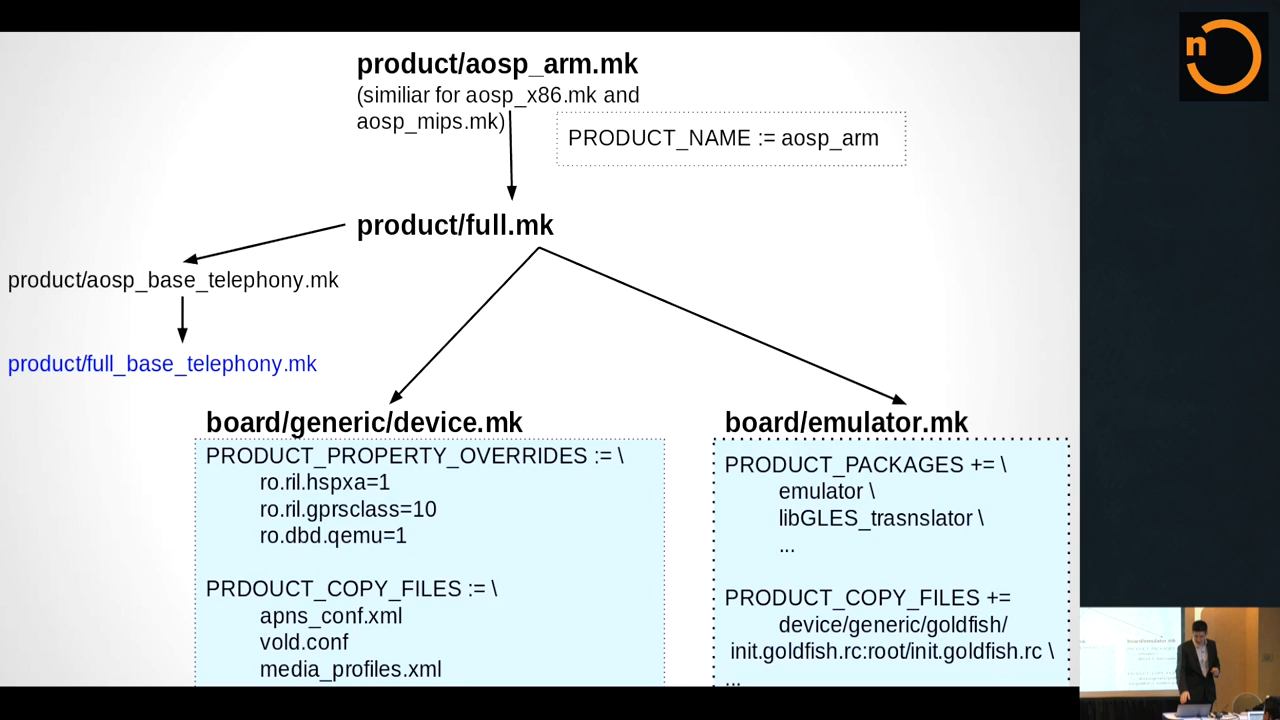 n
product/aosp_arm.mk
(similiar for aosp_x86.mk and
aosp_mips.mk)
PRODUCT_NAME := aosp_arm
product/full.mk
product/aosp_base_telephony.mk
product/full_base_telephony.mk
board/generic/device.mk
PRODUCT_PROPERTY_OVERRIDES := \
ro.ril.hspxa=1
ro.ril.gprsclass=10
ro.dbd.qemu=1
PRDOUCT_COPY_FILES := \
apns_conf.xml
vold.conf
media_profiles.xml
board/emulator.mk
PRODUCT_PACKAGES += \
emulator \
libGLES_trasnslator \
...
PRODUCT_COPY_FILES +=
device/generic/goldfish/
init.goldfish.rc:root/init.goldfish.rc \
...